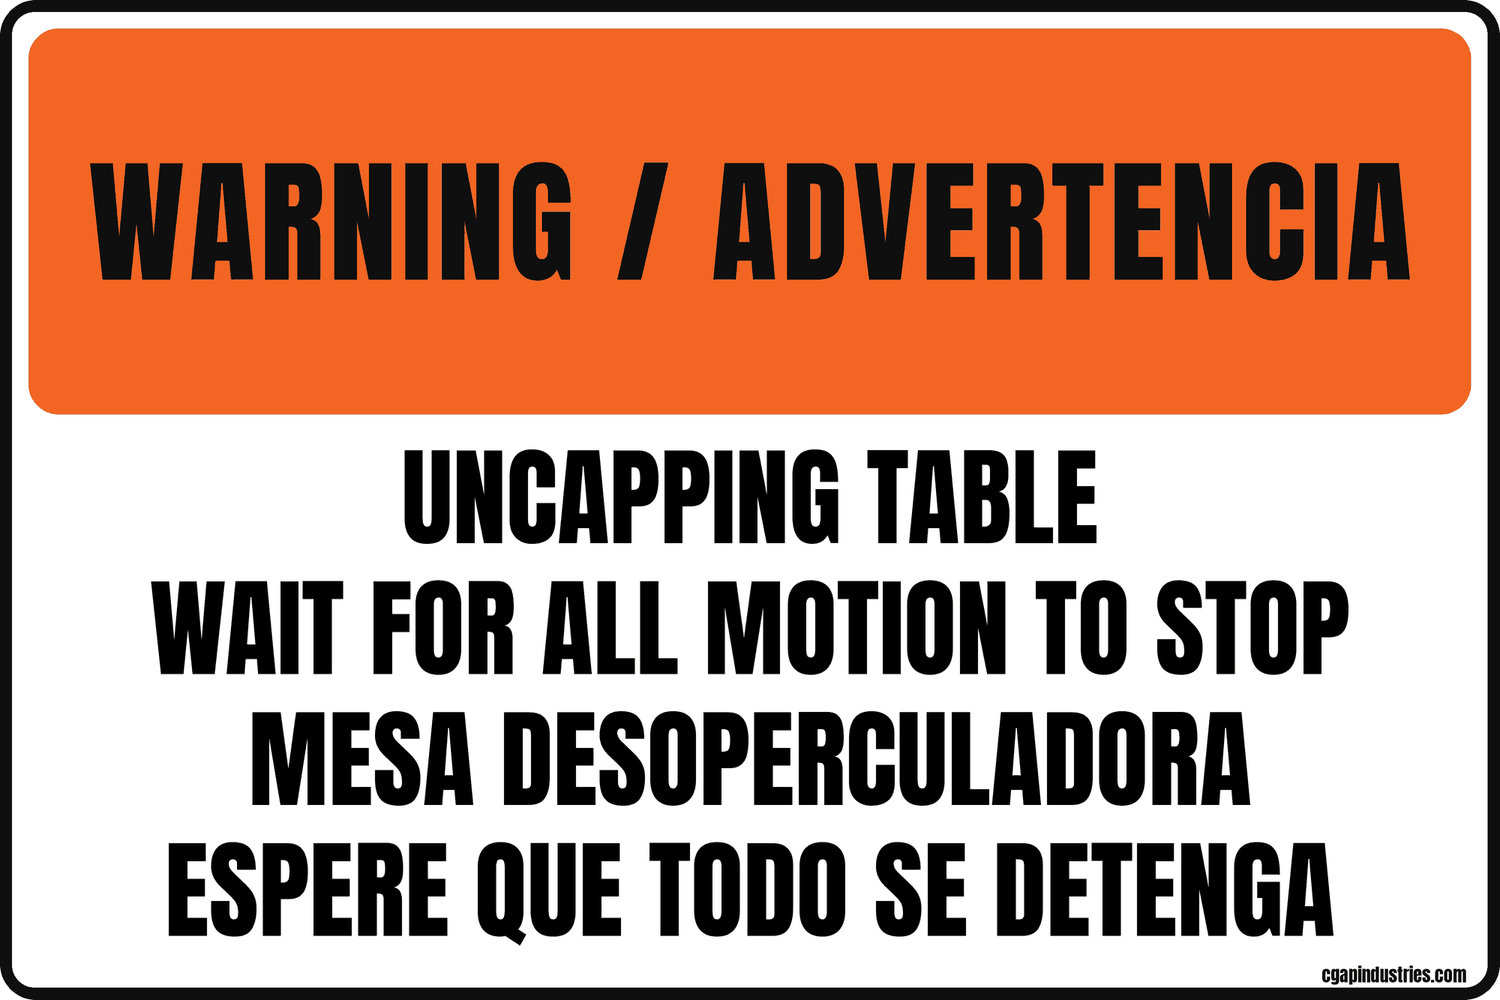 WARNING / ADVERTENCIA
UNCAPPING TABLE
WAIT FOR ALL MOTION TO STOP
MESA DESOPERCULADORA
ESPERE QUE TODO SE DETENGA
cgapindustries.com